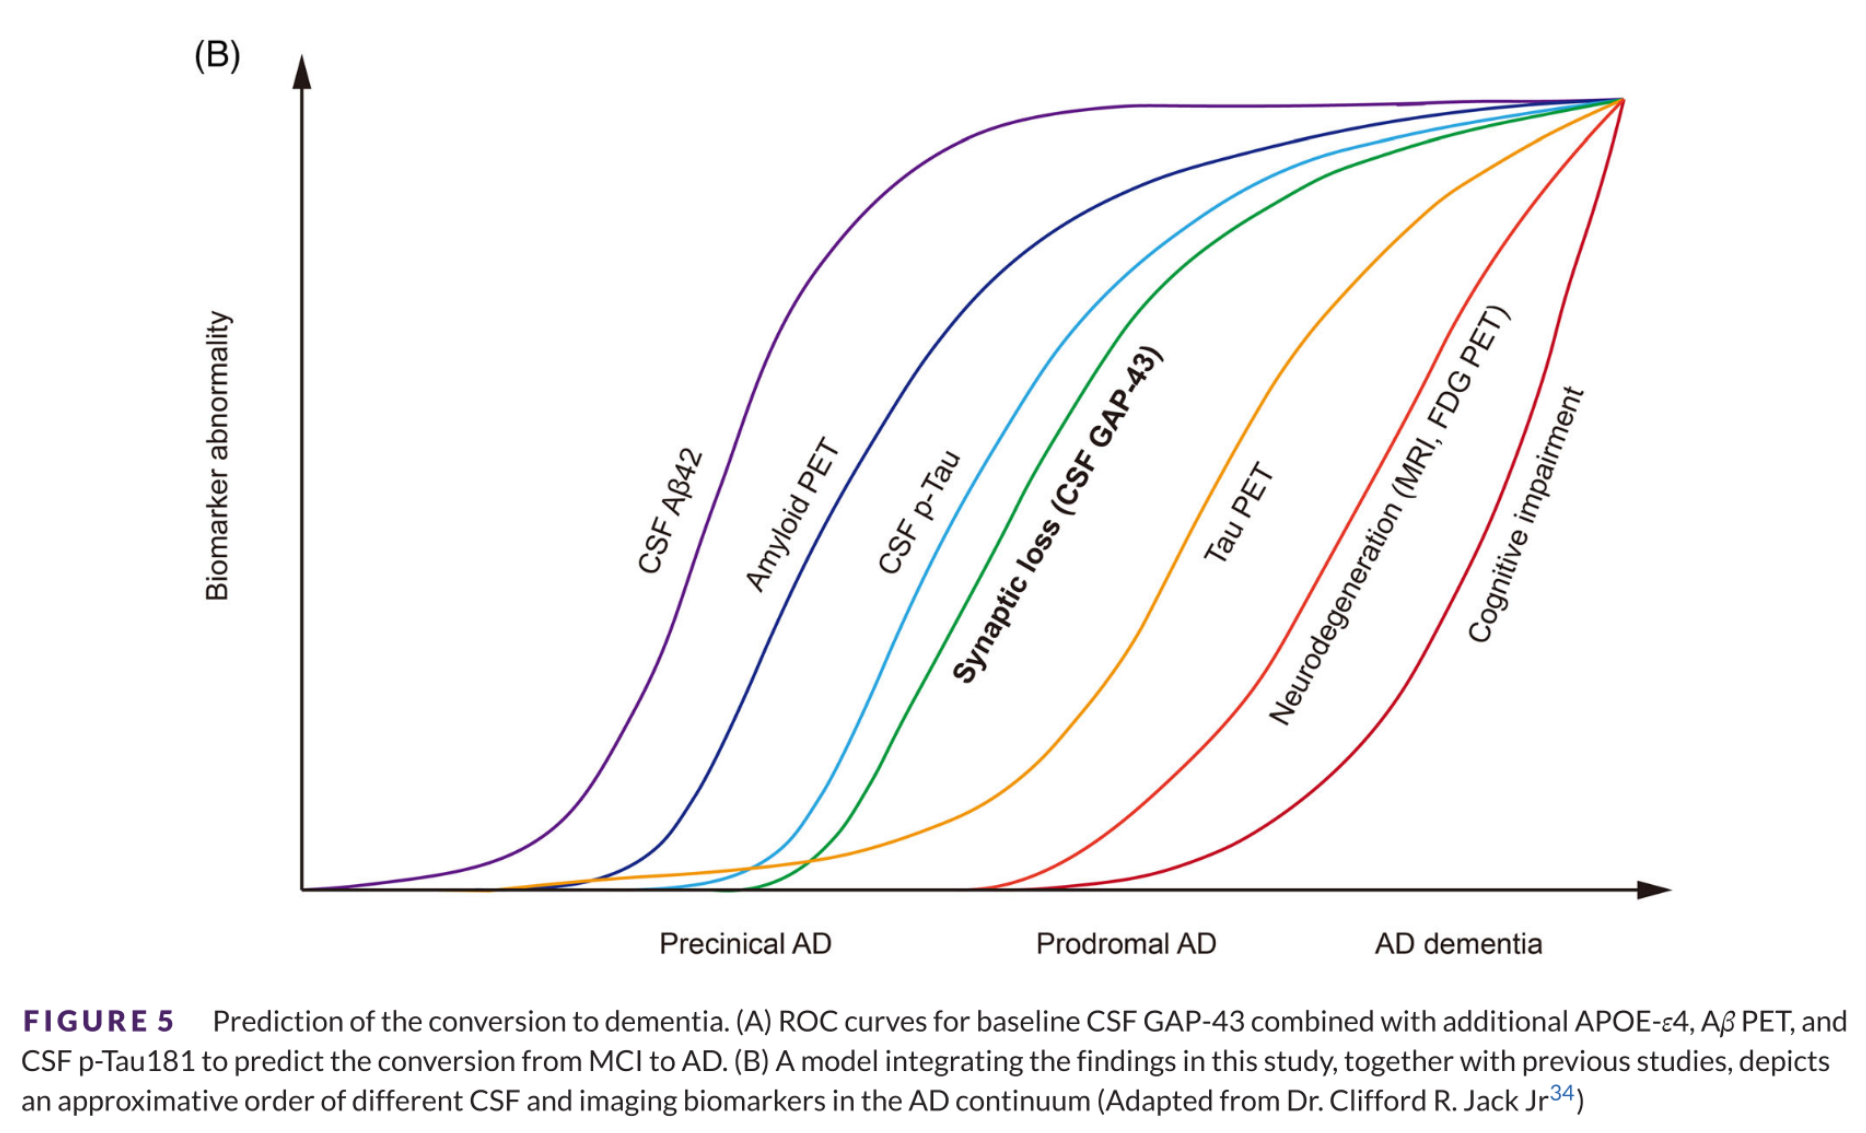 (B)
Biomarker abnormality
CSF Aβ42
Amyloid PET
CSF p-Tau
Synaptic loss (CSF GAP-43)
Tau PET
Neurodegeneration (MRI, FDG PET)
Cognitive impairment
Precinical AD
Prodromal AD
AD dementia
FIGURE 5 Prediction of the conversion to dementia. (A) ROC curves for baseline CSF GAP-43 combined with additional APOE-ε4, Aβ PET, and
CSF p-Tau181 to predict the conversion from MCI to AD. (B) A model integrating the findings in this study, together with previous studies, depicts
an approximative order of different CSF and imaging biomarkers in the AD continuum (Adapted from Dr. Clifford R. Jack Jr34)